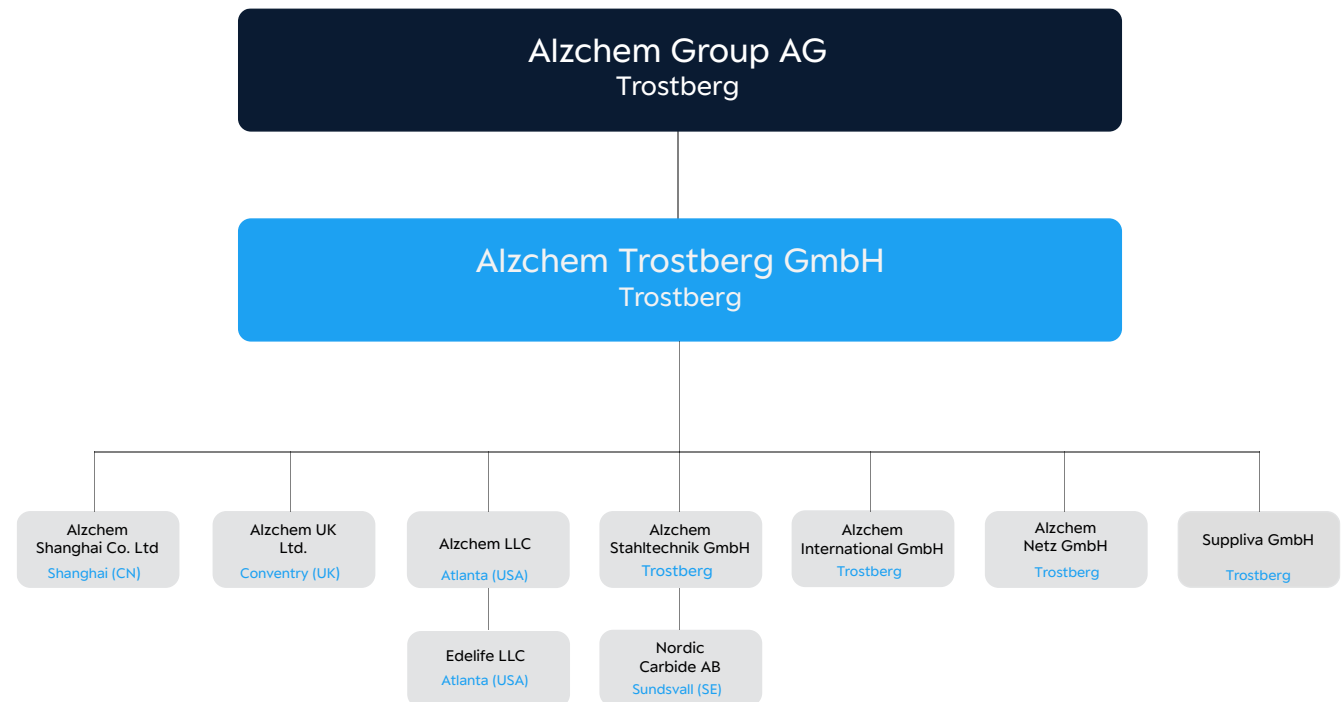 Alzchem Group AG
Trostberg
Alzchem Trostberg GmbH
Trostberg
Alzchem
Shanghai Co. Ltd
Shanghai (CN)
Alzchem UK
Ltd.
Conventry (UK)
Alzchem LLC
Atlanta (USA)
Alzchem
Stahltechnik GmbH
Trostberg
Alzchem
International GmbH
Trostberg
Alzchem
Netz GmbH
Trostberg
Suppliva GmbH
Trostberg
Edelife LLC
Atlanta (USA)
Nordic
Carbide AB
Sundsvall (SE)